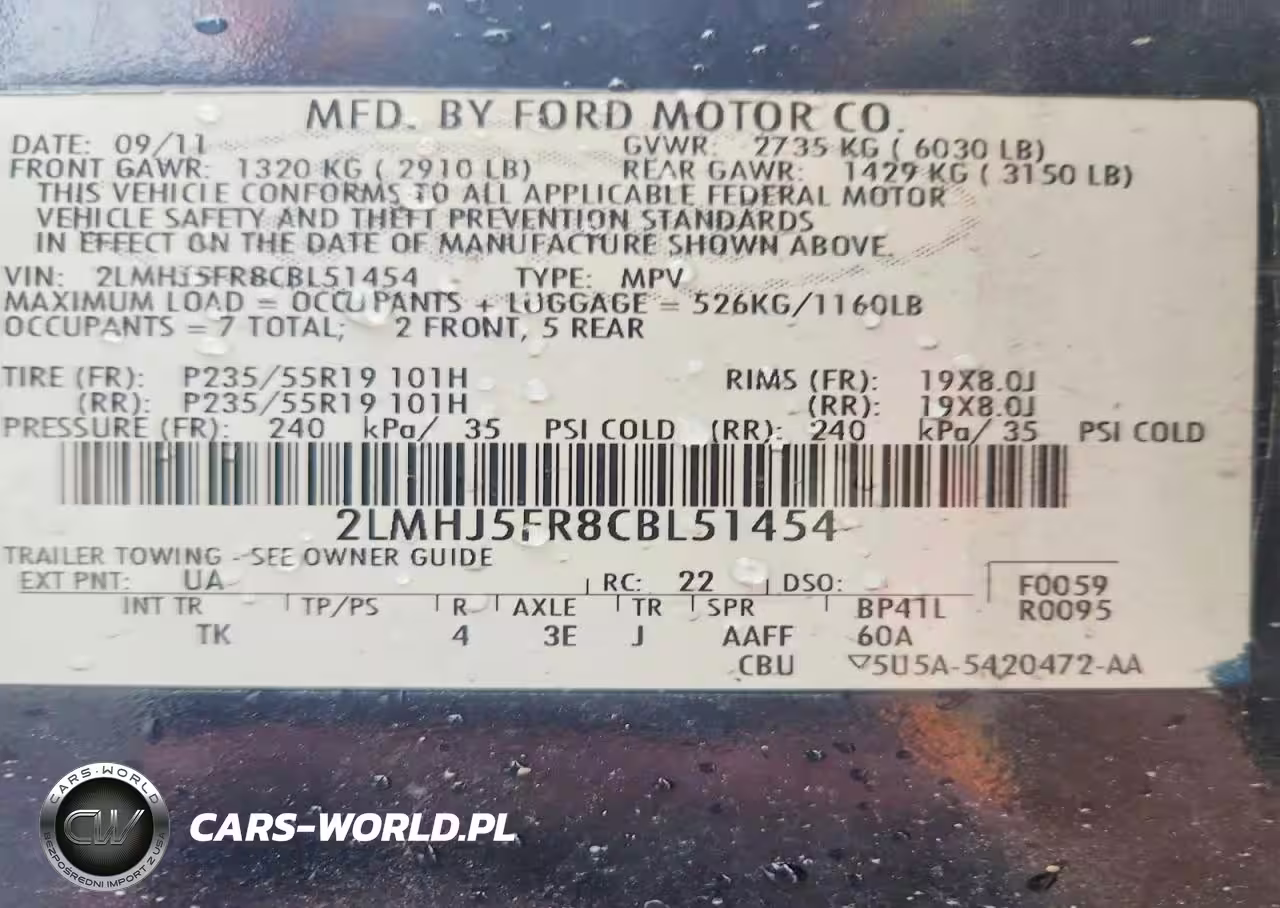 MFD. BY FORD MOTOR CO.
DATE: 09/11 GVWR: 2735 KG ( 6030 LB)
FRONT GAWR: 1320 KG ( 2910 LB) REAR GAWR: 1429 KG ( 3150 LB)
THIS VEHICLE CONFORMS TO ALL APPLICABLE FEDERAL MOTOR
VEHICLE SAFETY AND THEFT PREVENTION STANDARDS
IN EFFECT ON THE DATE OF MANUFACTURE SHOWN ABOVE.
VIN: 2LMHJ5FR8CBL51454 TYPE: MPV
MAXIMUM LOAD = OCCUPANTS + LUGGAGE = 526KG/1160LB
OCCUPANTS = 7 TOTAL; 2 FRONT, 5 REAR
TIRE (FR): P235/55R19 101H RIMS (FR): 19X8.0J
(RR): P235/55R19 101H (RR): 19X8.0J
PRESSURE (FR): 240 kPa/ 35 PSI COLD (RR): 240 kPa/ 35 PSI COLD
2LMHJ5FR8CBL51454
TRAILER TOWING - SEE OWNER GUIDE
EXT PNT: UA RC: 22 DSO: F0059
INT TR TP/PS R AXLE TR SPR BP41L R0095
TK 4 3E J AAFF 60A
CBU ▽5U5A-5420472-AA
CARS-WORLD
CW
BEZPOŚREDNI IMPORT Z USA
CARS-WORLD.PL